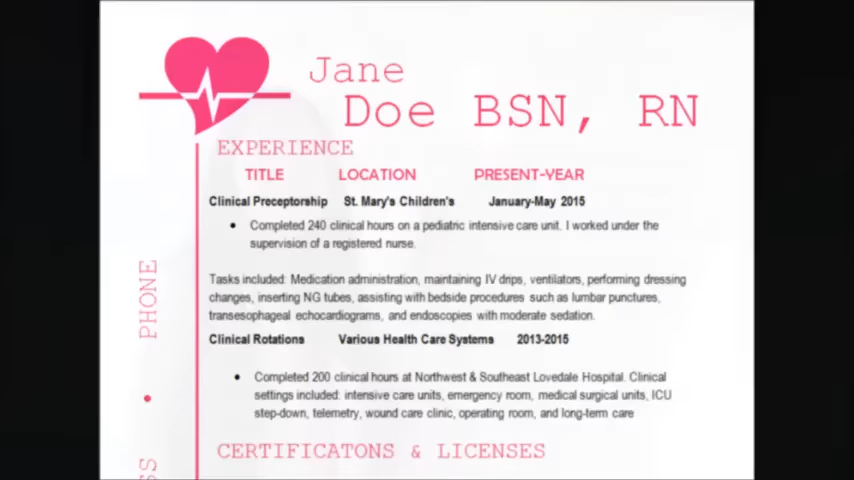 Jane
Doe BSN, RN
EXPERIENCE
TITLE LOCATION PRESENT-YEAR
Clinical Preceptorship St. Mary's Children's January-May 2015
• Completed 240 clinical hours on a pediatric intensive care unit. I worked under the
supervision of a registered nurse.
Tasks included: Medication administration, maintaining IV drips, ventilators, performing dressing
changes, inserting NG tubes, assisting with bedside procedures such as lumbar punctures,
transesophageal echocardiograms, and endoscopies with moderate sedation.
Clinical Rotations Various Health Care Systems 2013-2015
• Completed 200 clinical hours at Northwest & Southeast Lovedale Hospital. Clinical
settings included: intensive care units, emergency room, medical surgical units, ICU
step-down, telemetry, wound care clinic, operating room, and long-term care
CERTIFICATONS & LICENSES
SS • PHONE